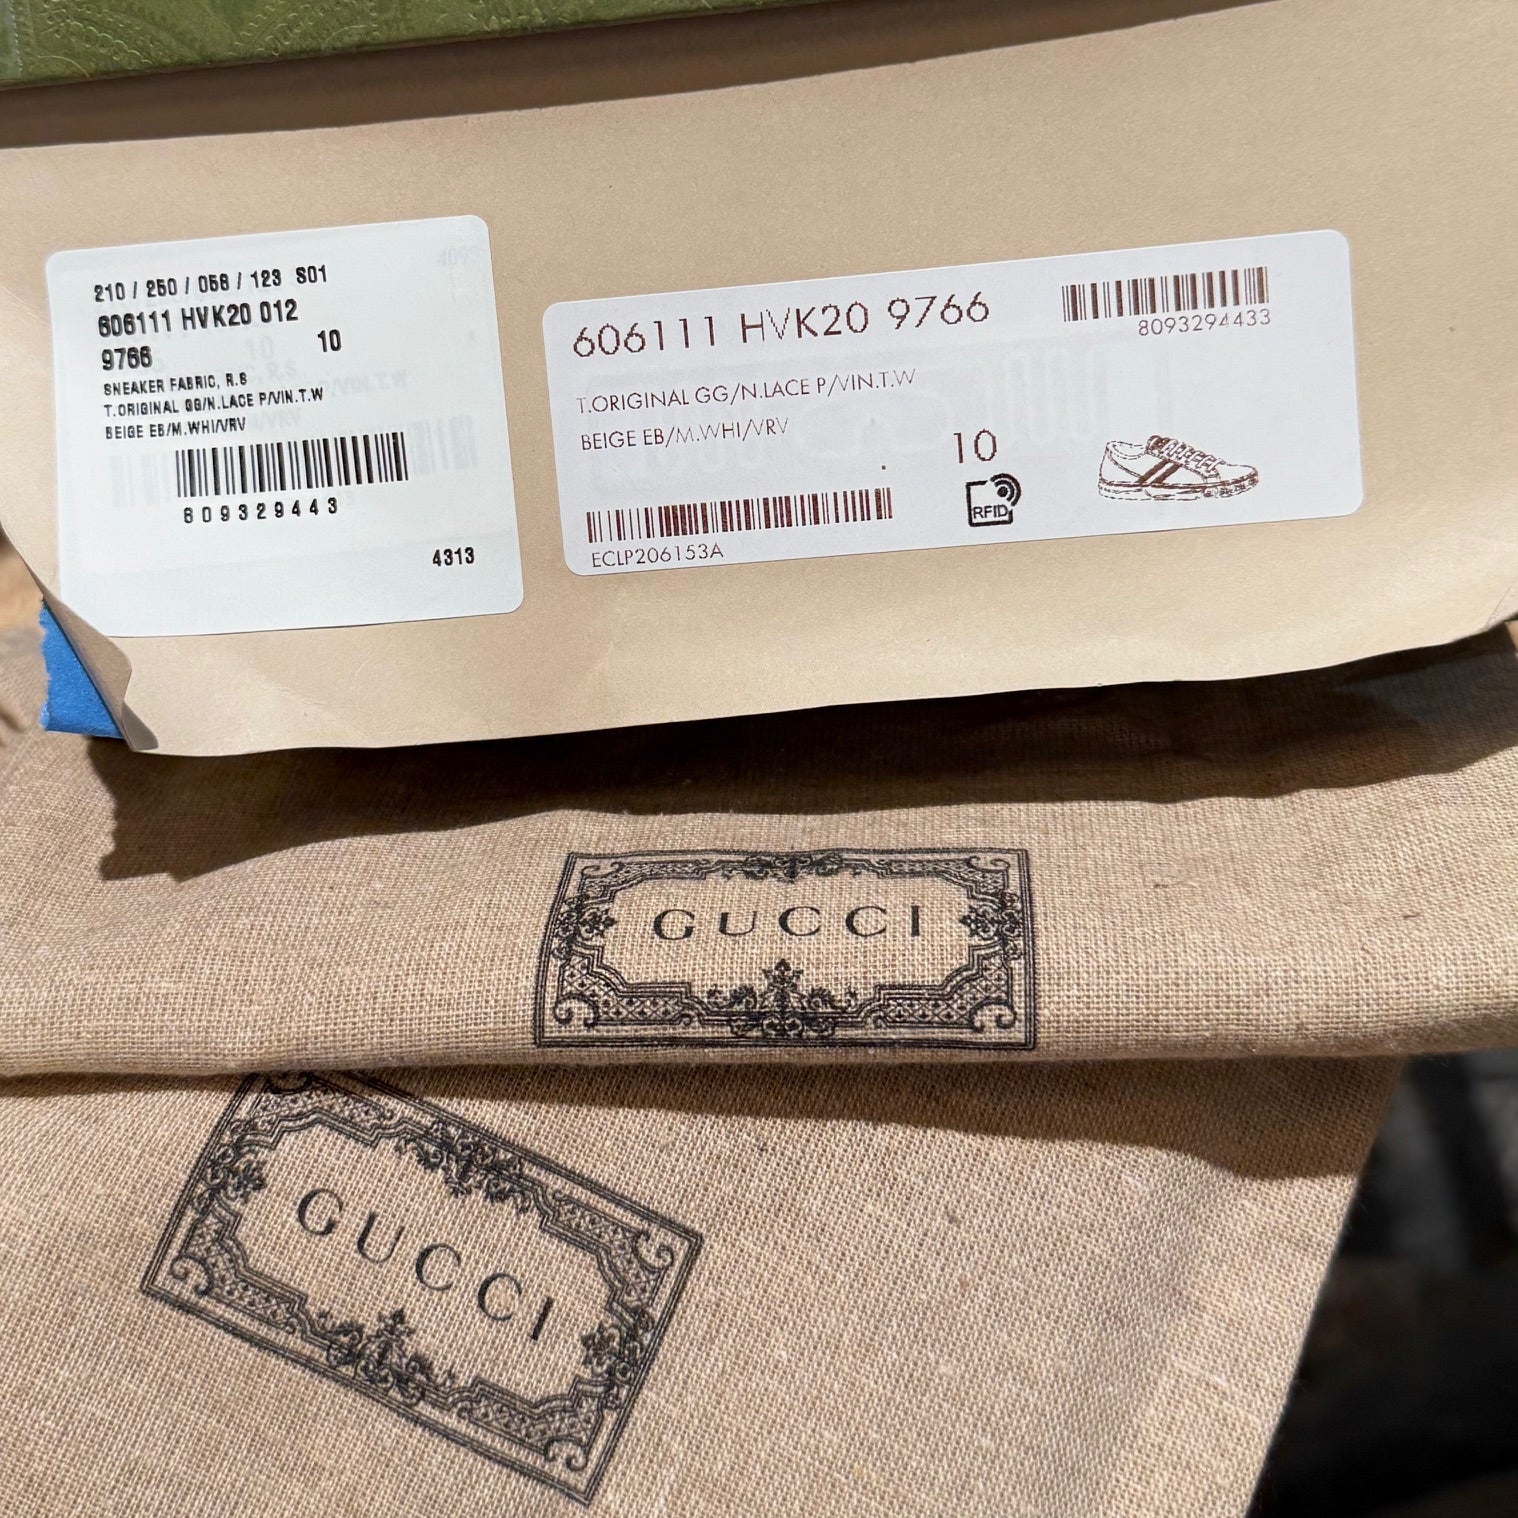 210 / 250 / 058 / 123 S01
606111 HVK20 012
9766 10
SNEAKER FABRIC, R.S
T.ORIGINAL GG/N.LACE P/VIN.T.W
BEIGE EB/M.WHI/VRV
809329443
4313
606111 HVK20 9766
8093294433
T.ORIGINAL GG/N.LACE P/VIN.T.W
BEIGE EB/M.WHI/VRV
10
RFID
ECLP206153A
GUCCI
GUCCI